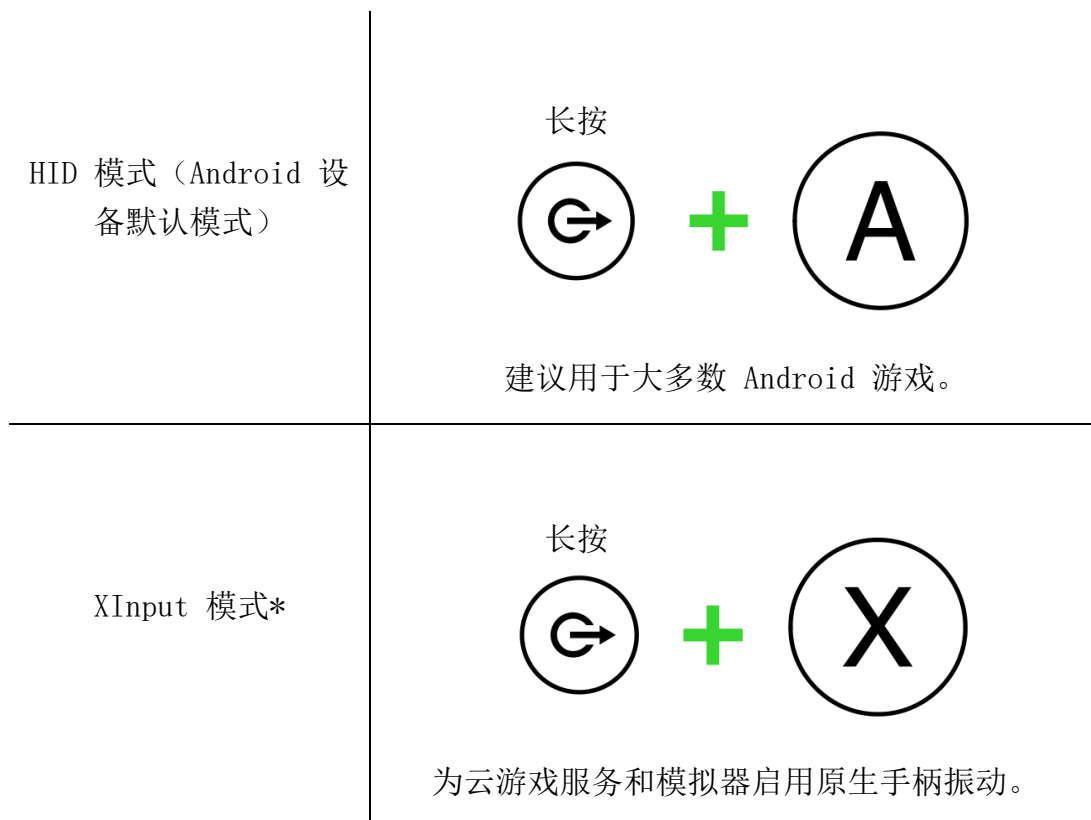 长按
HID 模式（Android 设
备默认模式）
A
建议用于大多数 Android 游戏。
长按
XInput 模式*
X
为云游戏服务和模拟器启用原生手柄振动。